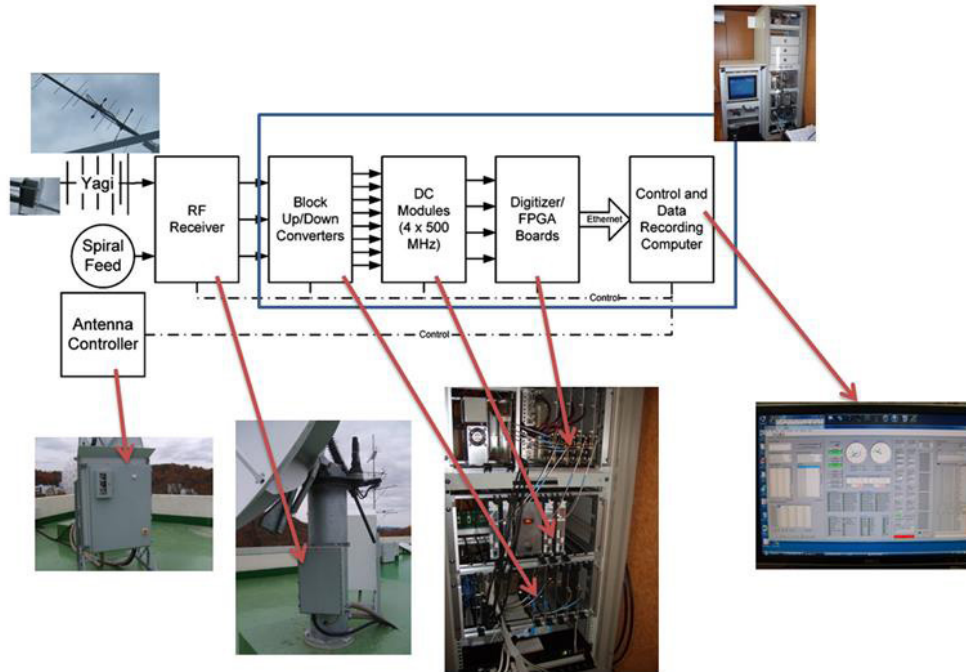 Yagi
Spiral
Feed
Antenna
Controller
RF
Receiver
Block
Up/Down
Converters
DC
Modules
(4 x 500
MHz)
Digitizer/
FPGA
Boards
Ethernet
Control and
Data
Recording
Computer
Control
Control